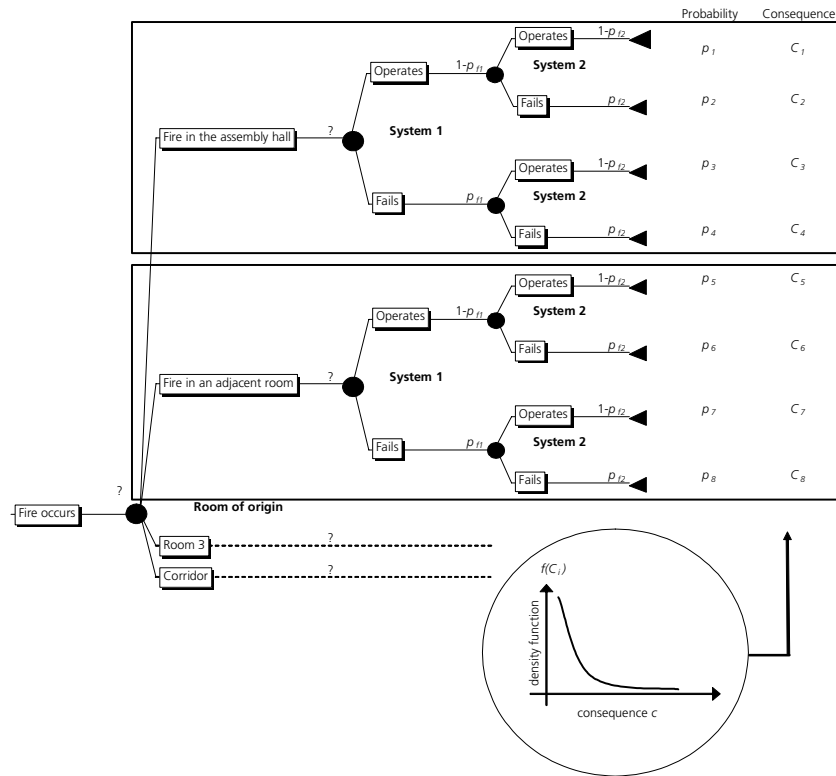 Probability Consequence
Operates 1-p f1 Operates 1-p f2 p 1 C 1
System 2
Fails p f2 p 2 C 2
Fire in the assembly hall ? System 1
Operates 1-p f2 p 3 C 3
System 2
Fails p f1
Fails p f2 p 4 C 4
Operates 1-p f2 p 5 C 5
System 2
Operates 1-p f1
Fails p f2 p 6 C 6
Fire in an adjacent room ? System 1
Operates 1-p f2 p 7 C 7
System 2
Fails p f1
Fails p f2 p 8 C 8
?
Fire occurs
Room of origin
Room 3 ?
Corridor ?
f(C i )
density function
consequence c